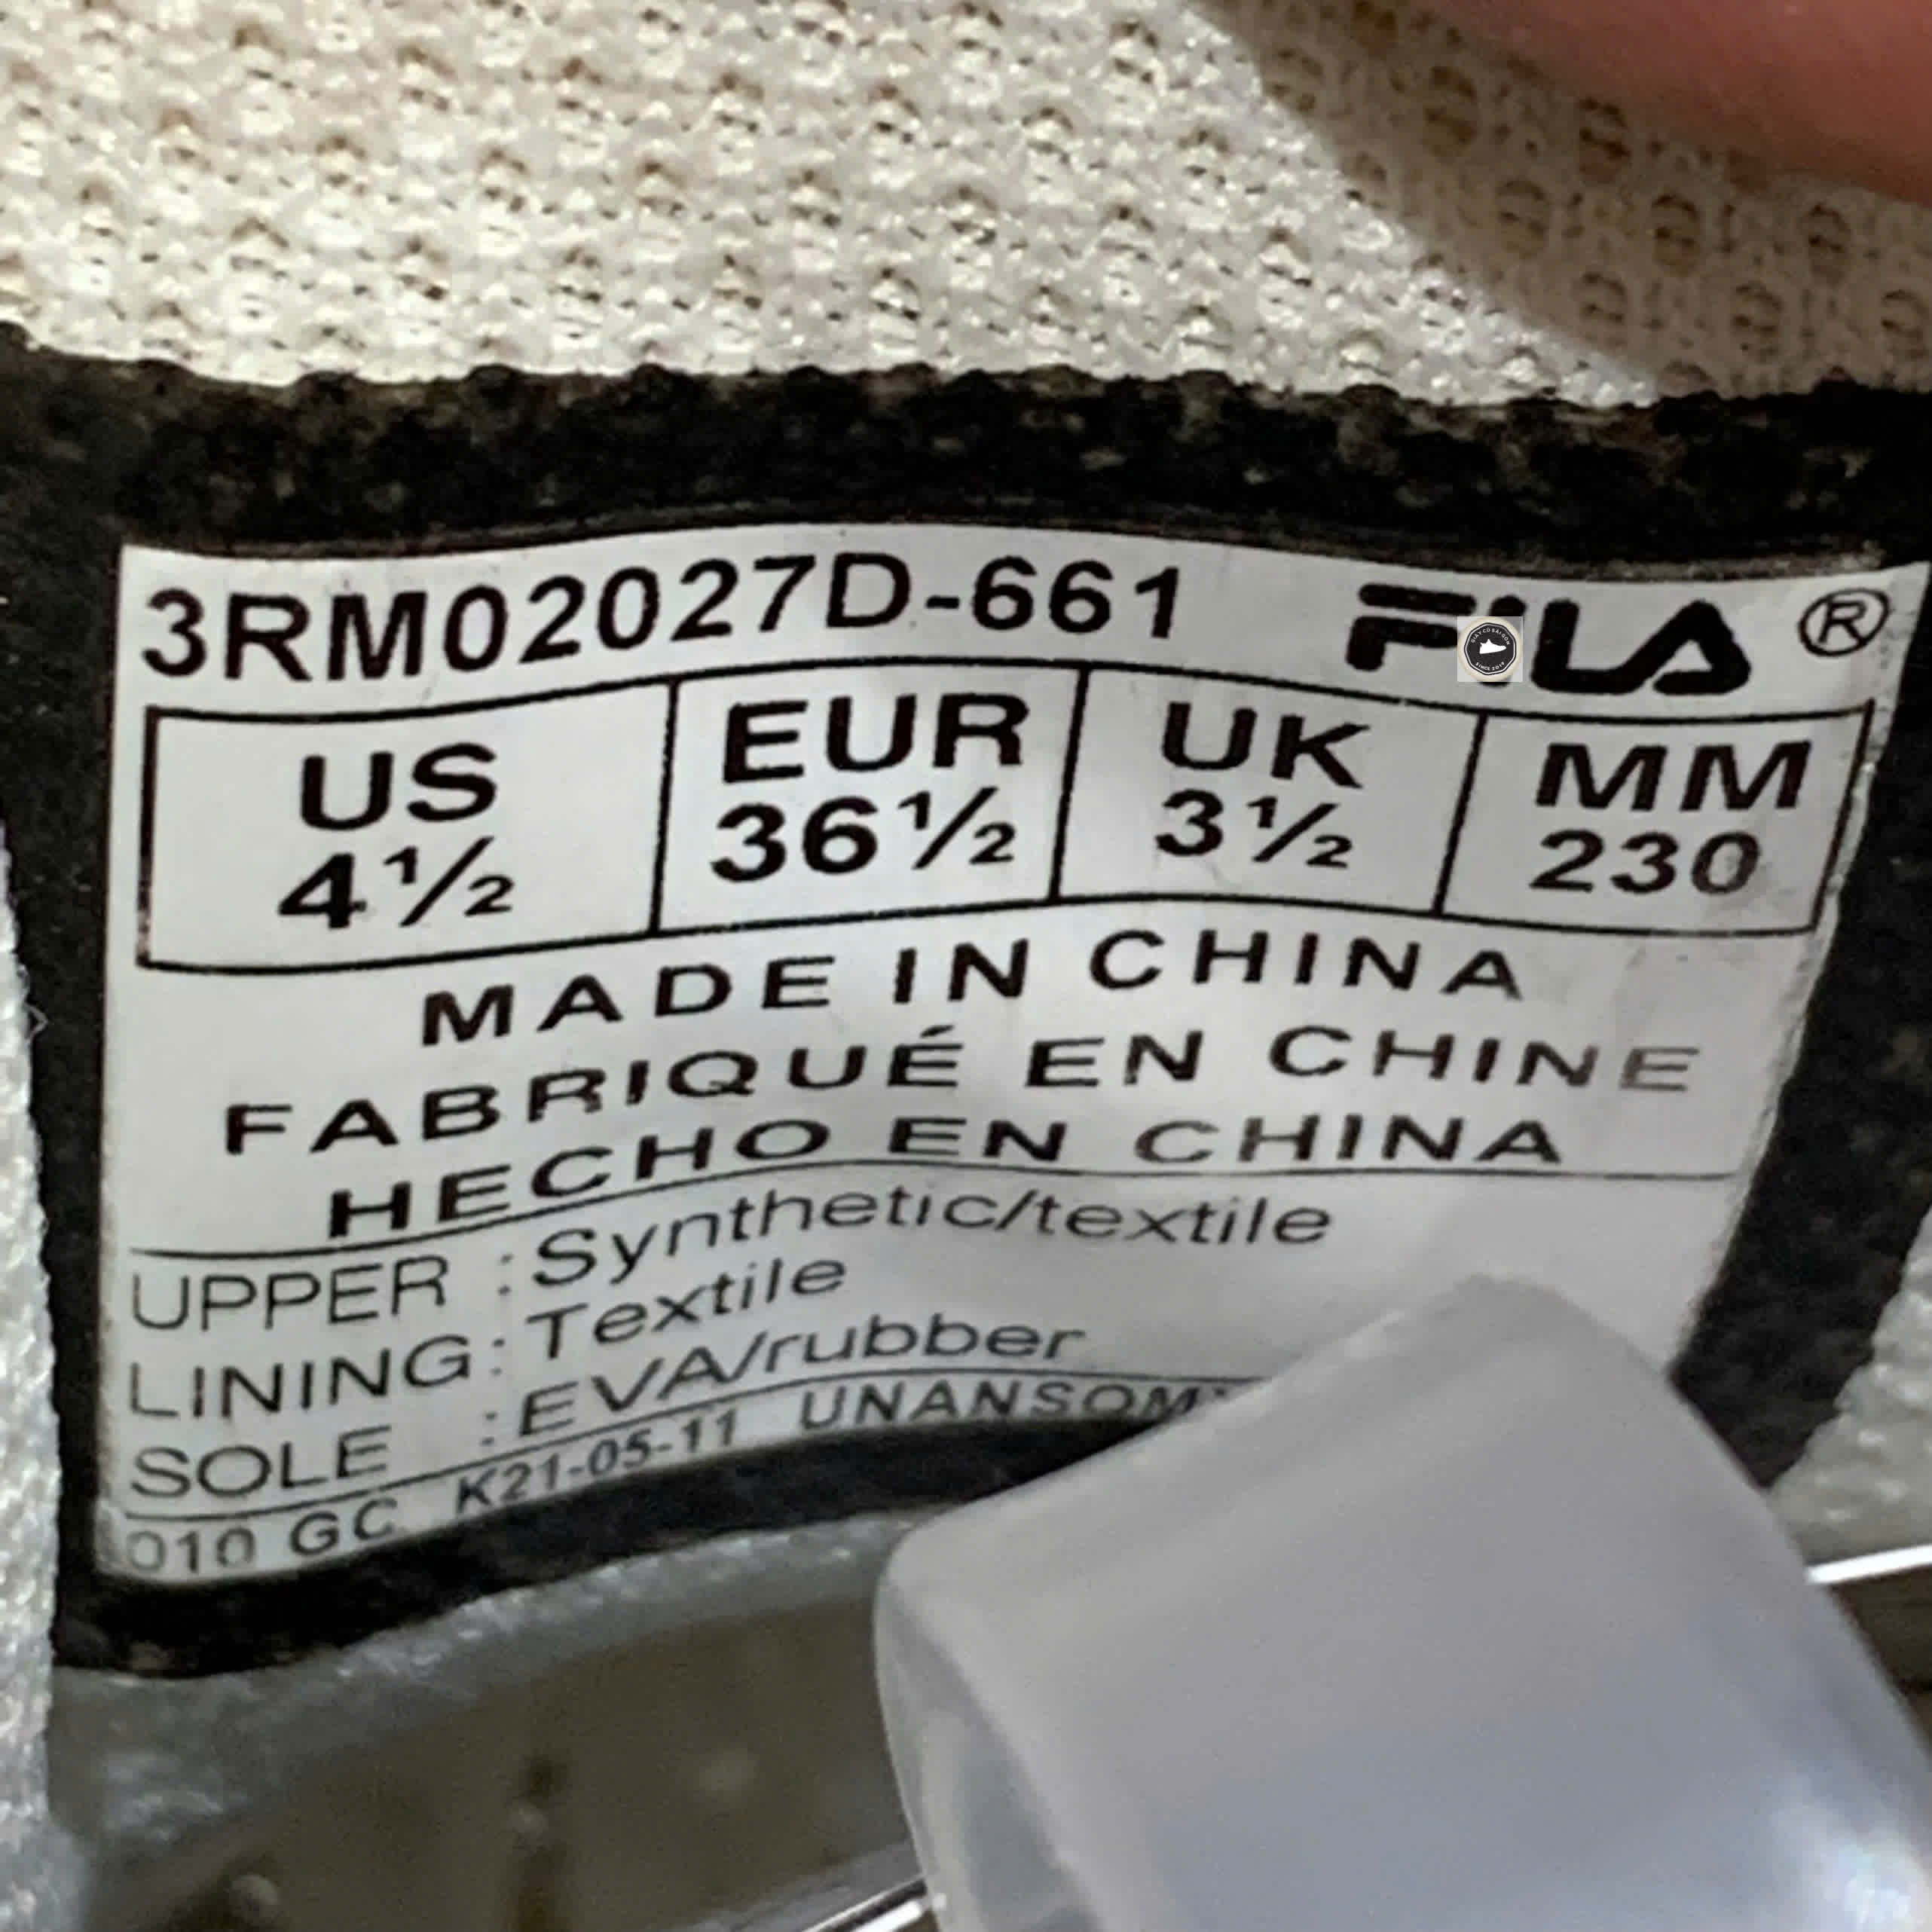 3RM02027D-661 FILA ®
US EUR UK MM
4½ 36½ 3½ 230
MADE IN CHINA
FABRIQUÉ EN CHINE
HECHO EN CHINA
UPPER : Synthetic/textile
LINING : Textile
SOLE : EVA/rubber
010 GC K21-05-11